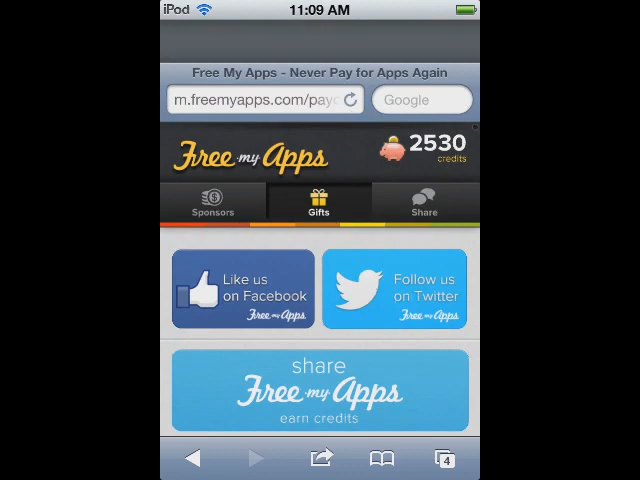 iPod 11:09 AM
Free My Apps - Never Pay for Apps Again
m.freemyapps.com/payo Google
Free my Apps 2530
credits
Sponsors Gifts Share
Like us
on Facebook
Free my Apps
Follow us
on Twitter
Free my Apps
share
Free my Apps
earn credits
4